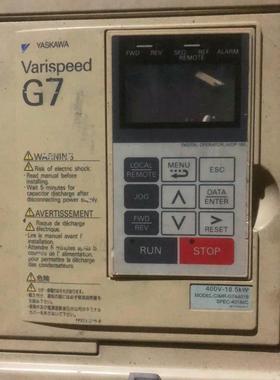 YASKAWA
Varispeed
G7
FWD REV SEQ REF ALARM
REMOTE
DIGITAL OPERATOR
LOCAL
REMOTE
MENU
ESC
JOG
DATA
ENTER
FWD
REV
RESET
RUN
STOP
WARNING
Risk of electric shock.
Read manual before
installing.
Wait 5 minutes for
capacitor discharge after
disconnecting power supply.
AVERTISSEMENT
Risque de décharge
électrique.
Lire le manuel avant
l'installation.
Attendre 5 minutes après
la coupure de l'alimentation,
pour permettre la décharge
des condensateurs.
危険
400V-18.5kW